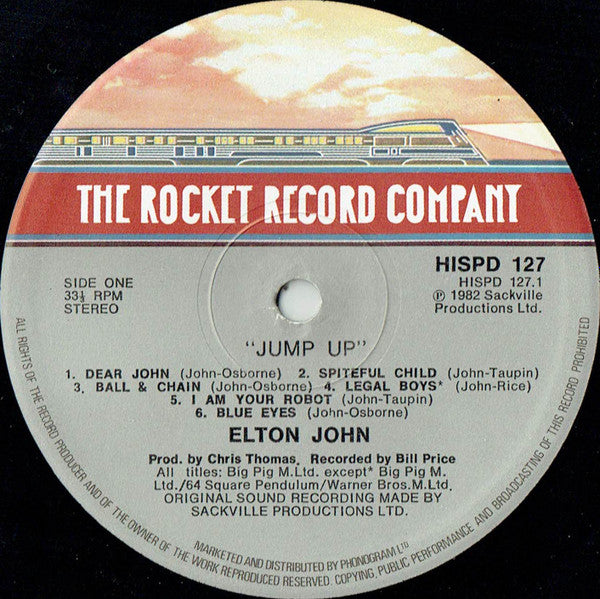 THE ROCKET RECORD COMPANY
SIDE ONE
33⅓ RPM
STEREO
HISPD 127
HISPD 127.1
Ⓟ 1982 Sackville
Productions Ltd.
"JUMP UP"
1. DEAR JOHN (John-Osborne) 2. SPITEFUL CHILD (John-Taupin)
3. BALL & CHAIN (John-Osborne) 4. LEGAL BOYS* (John-Rice)
5. I AM YOUR ROBOT (John-Taupin)
6. BLUE EYES (John-Osborne)
ELTON JOHN
Prod. by Chris Thomas, Recorded by Bill Price
All titles: Big Pig M.Ltd. except* Big Pig M.
Ltd./64 Square Pendulum/Warner Bros.M.Ltd.
ORIGINAL SOUND RECORDING MADE BY
SACKVILLE PRODUCTIONS LTD.
MARKETED AND DISTRIBUTED BY PHONOGRAM LTD
ALL RIGHTS OF THE RECORD PRODUCER AND OF THE OWNER OF THE WORK REPRODUCED RESERVED. COPYING, PUBLIC PERFORMANCE AND BROADCASTING OF THIS RECORD PROHIBITED